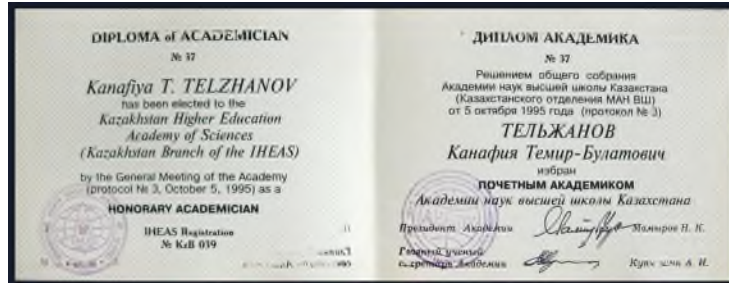 DIPLOMA of ACADEMICIAN
№ 37
Kanafiya T. TELZHANOV
has been elected to the
Kazakhstan Higher Education
Academy of Sciences
(Kazakhstan Branch of the IHEAS)
by the General Meeting of the Academy
(protocol № 3, October 5, 1995) as a
HONORARY ACADEMICIAN
IHEAS Registration
№ KzB 039
ДИПЛОМ АКАДЕМИКА
№ 37
Решением общего собрания
Академии наук высшей школы Казахстана
(Казахстанского отделения МАН ВШ)
от 5 октября 1995 года (протокол № 3)
ТЕЛЬЖАНОВ
Канафия Темир-Булатович
избран
ПОЧЕТНЫМ АКАДЕМИКОМ
Академии наук высшей школы Казахстана
Президент Академии Мамыров Н. К.
Главный ученый
секретарь Академии А. И.